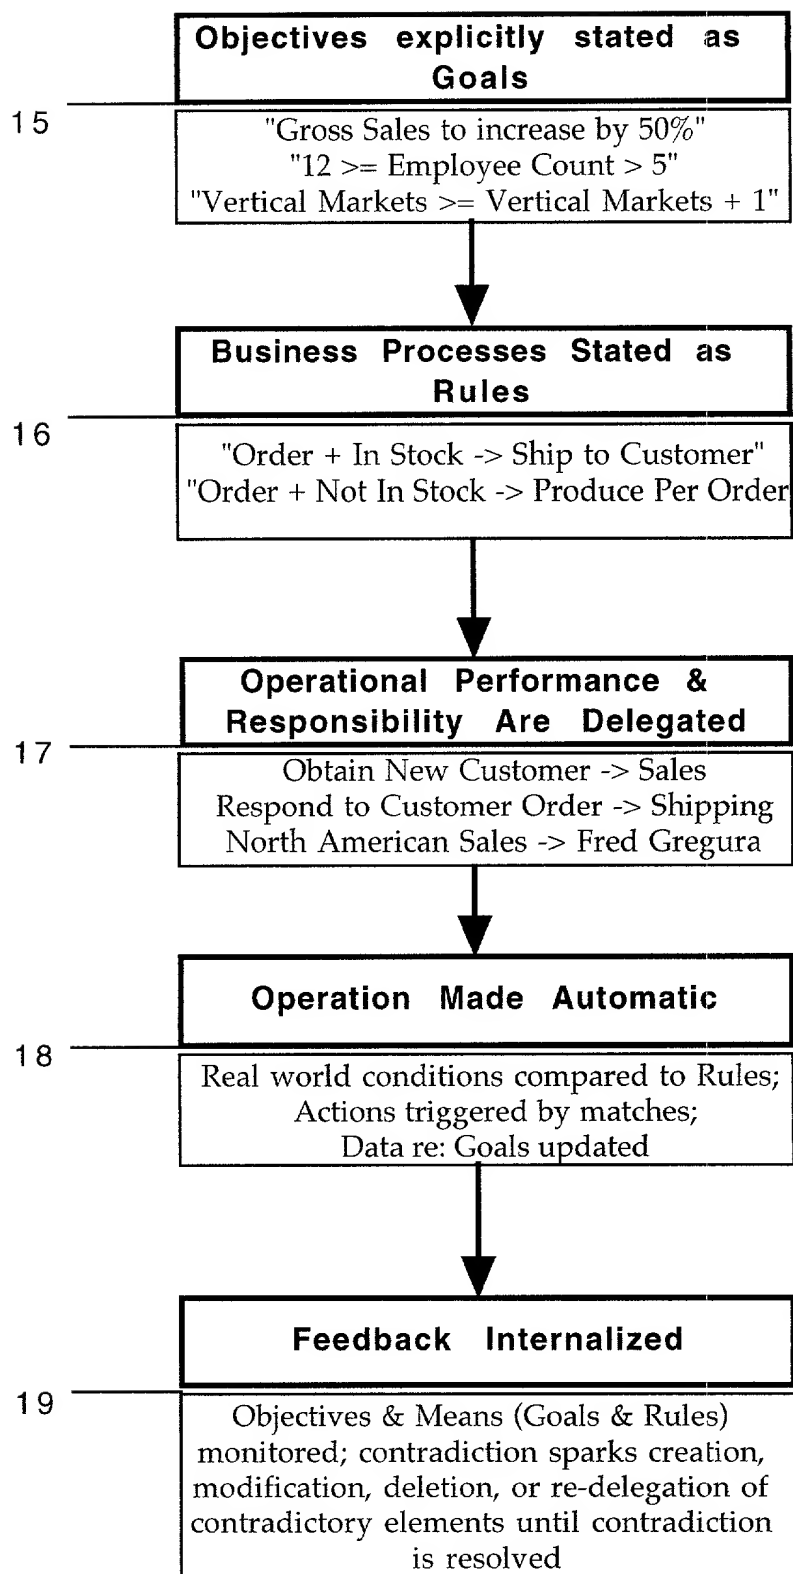 Objectives explicitly stated as
Goals
15
"Gross Sales to increase by 50%"
"12 >= Employee Count > 5"
"Vertical Markets >= Vertical Markets + 1"
Business Processes Stated as
Rules
16
"Order + In Stock -> Ship to Customer"
"Order + Not In Stock -> Produce Per Order
Operational Performance &
Responsibility Are Delegated
17
Obtain New Customer -> Sales
Respond to Customer Order -> Shipping
North American Sales -> Fred Gregura
Operation Made Automatic
18
Real world conditions compared to Rules;
Actions triggered by matches;
Data re: Goals updated
Feedback Internalized
19
Objectives & Means (Goals & Rules)
monitored; contradiction sparks creation,
modification, deletion, or re-delegation of
contradictory elements until contradiction
is resolved